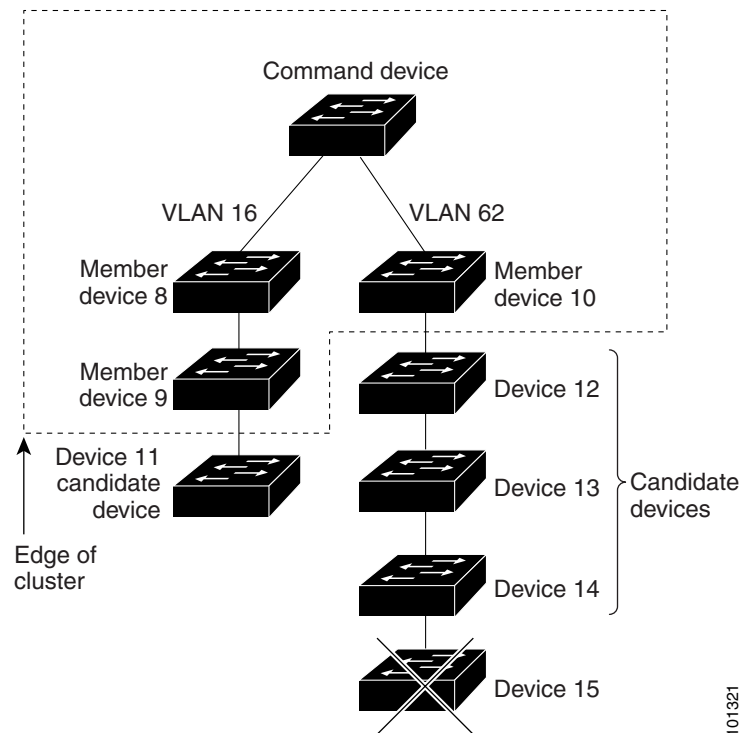 Command device
VLAN 16
VLAN 62
Member
device 8
Member
device 10
Member
device 9
Device 12
Device 11
candidate
device
Device 13
Candidate
devices
Edge of
cluster
Device 14
Device 15
101321